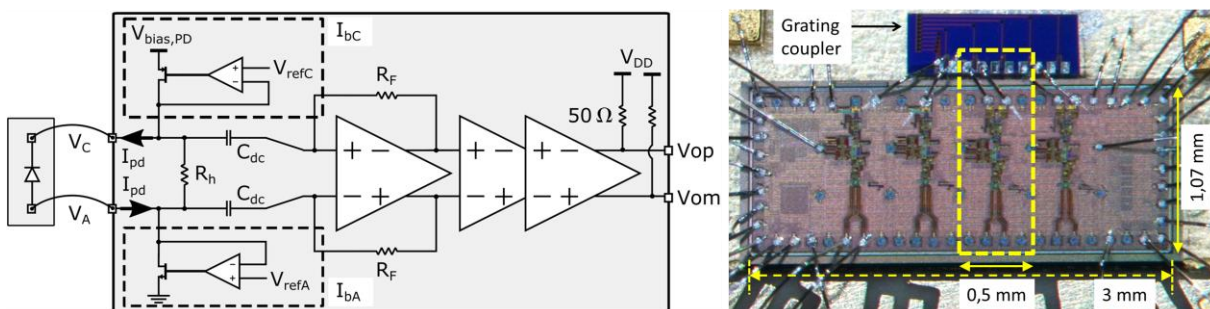 V_bias,PD
I_bC
V_refC
V_DD
R_F
50 Ω
V_C
I_pd
C_dc
Vop
R_h
I_pd
C_dc
Vom
V_A
R_F
V_refA
I_bA
+
−
−
+
+ −
− +
+ −
− +
+ −
− +
Grating
coupler
1,07 mm
0,5 mm
3 mm